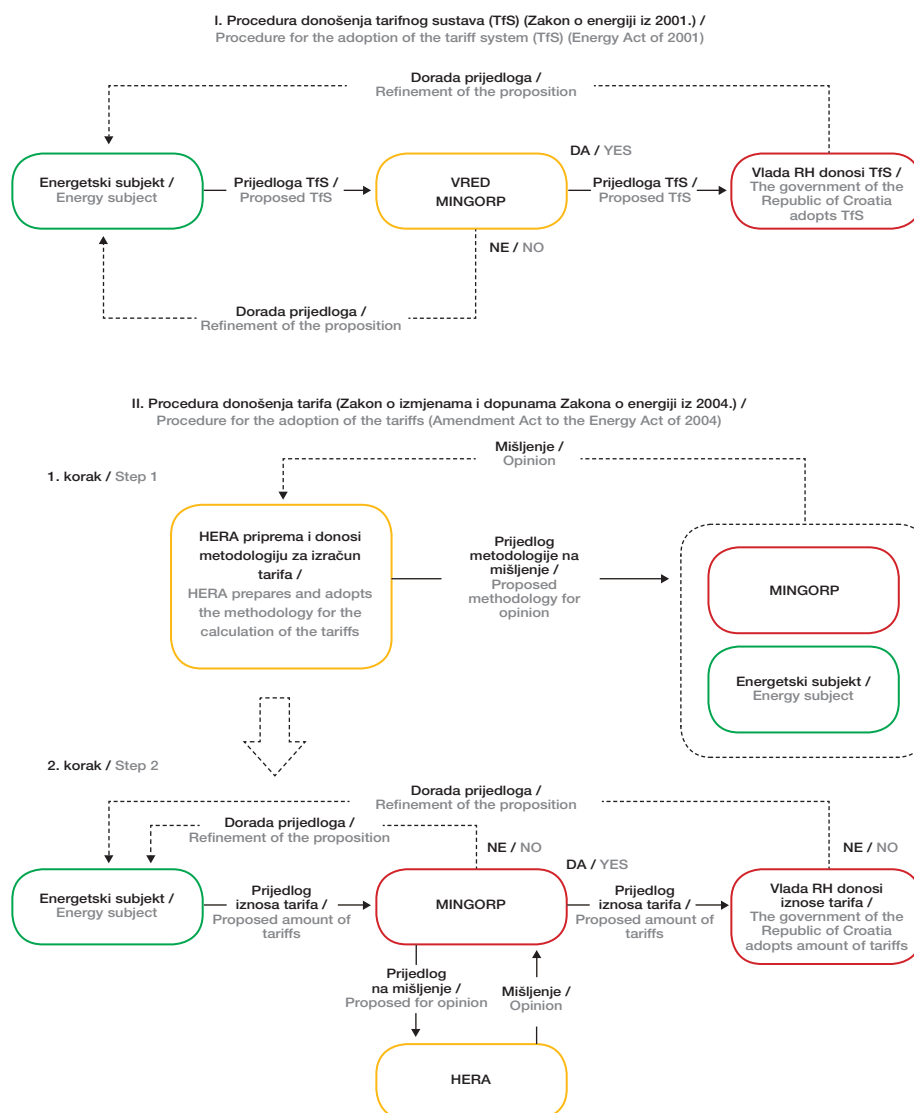 I. Procedura donošenja tarifnog sustava (TfS) (Zakon o energiji iz 2001.) /
Procedure for the adoption of the tariff system (TfS) (Energy Act of 2001)
Dorada prijedloga /
Refinement of the proposition
Energetski subjekt /
Energy subject
Prijedloga TfS /
Proposed TfS
VRED
MINGORP
DA / YES
Prijedloga TfS /
Proposed TfS
Vlada RH donosi TfS /
The government of the
Republic of Croatia
adopts TfS
NE / NO
Dorada prijedloga /
Refinement of the proposition
II. Procedura donošenja tarifa (Zakon o izmjenama i dopunama Zakona o energiji iz 2004.) /
Procedure for the adoption of the tariffs (Amendment Act to the Energy Act of 2004)
Mišljenje /
Opinion
1. korak / Step 1
HERA priprema i donosi
metodologiju za izračun
tarifa /
HERA prepares and adopts
the methodology for the
calculation of the tariffs
Prijedlog
metodologije na
mišljenje /
Proposed
methodology for
opinion
MINGORP
Energetski subjekt /
Energy subject
2. korak / Step 2
Dorada prijedloga /
Refinement of the proposition
Dorada prijedloga /
Refinement of the proposition
NE / NO
DA / YES
NE / NO
Energetski subjekt /
Energy subject
Prijedlog
iznosa tarifa /
Proposed amount of
tariffs
MINGORP
Prijedlog
iznosa tarifa /
Proposed amount of
tariffs
Vlada RH donosi
iznose tarifa /
The government of the
Republic of Croatia
adopts amount of tariffs
Prijedlog
na mišljenje /
Proposed for opinion
Mišljenje /
Opinion
HERA